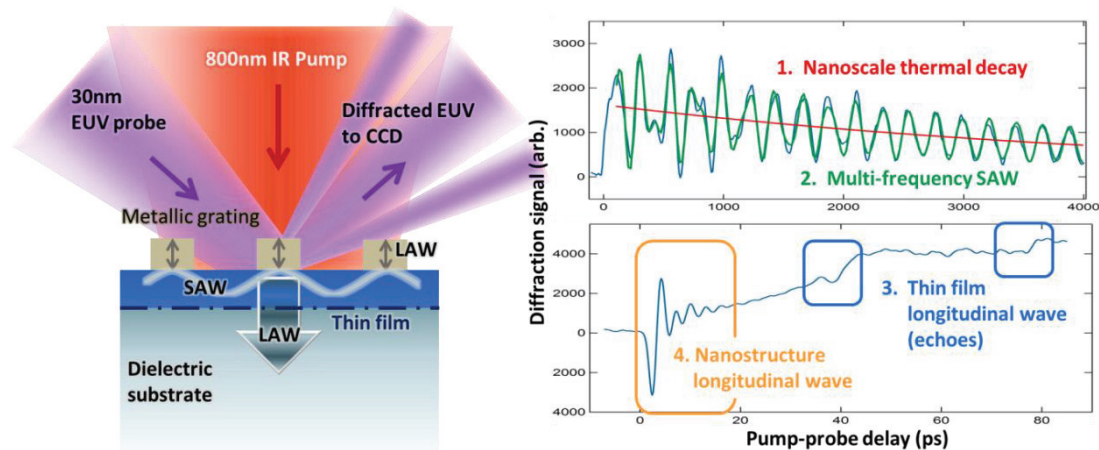 800nm IR Pump
30nm
EUV probe
Diffracted EUV
to CCD
Metallic grating
LAW
SAW
LAW
Thin film
Dielectric
substrate
Diffraction signal (arb.)
3000
2000
1000
0
1. Nanoscale thermal decay
2. Multi-frequency SAW
0
1000
2000
3000
4000
4000
2000
0
2000
4000
3. Thin film
longitudinal wave
(echoes)
4. Nanostructure
longitudinal wave
0
20
40
60
80
Pump-probe delay (ps)